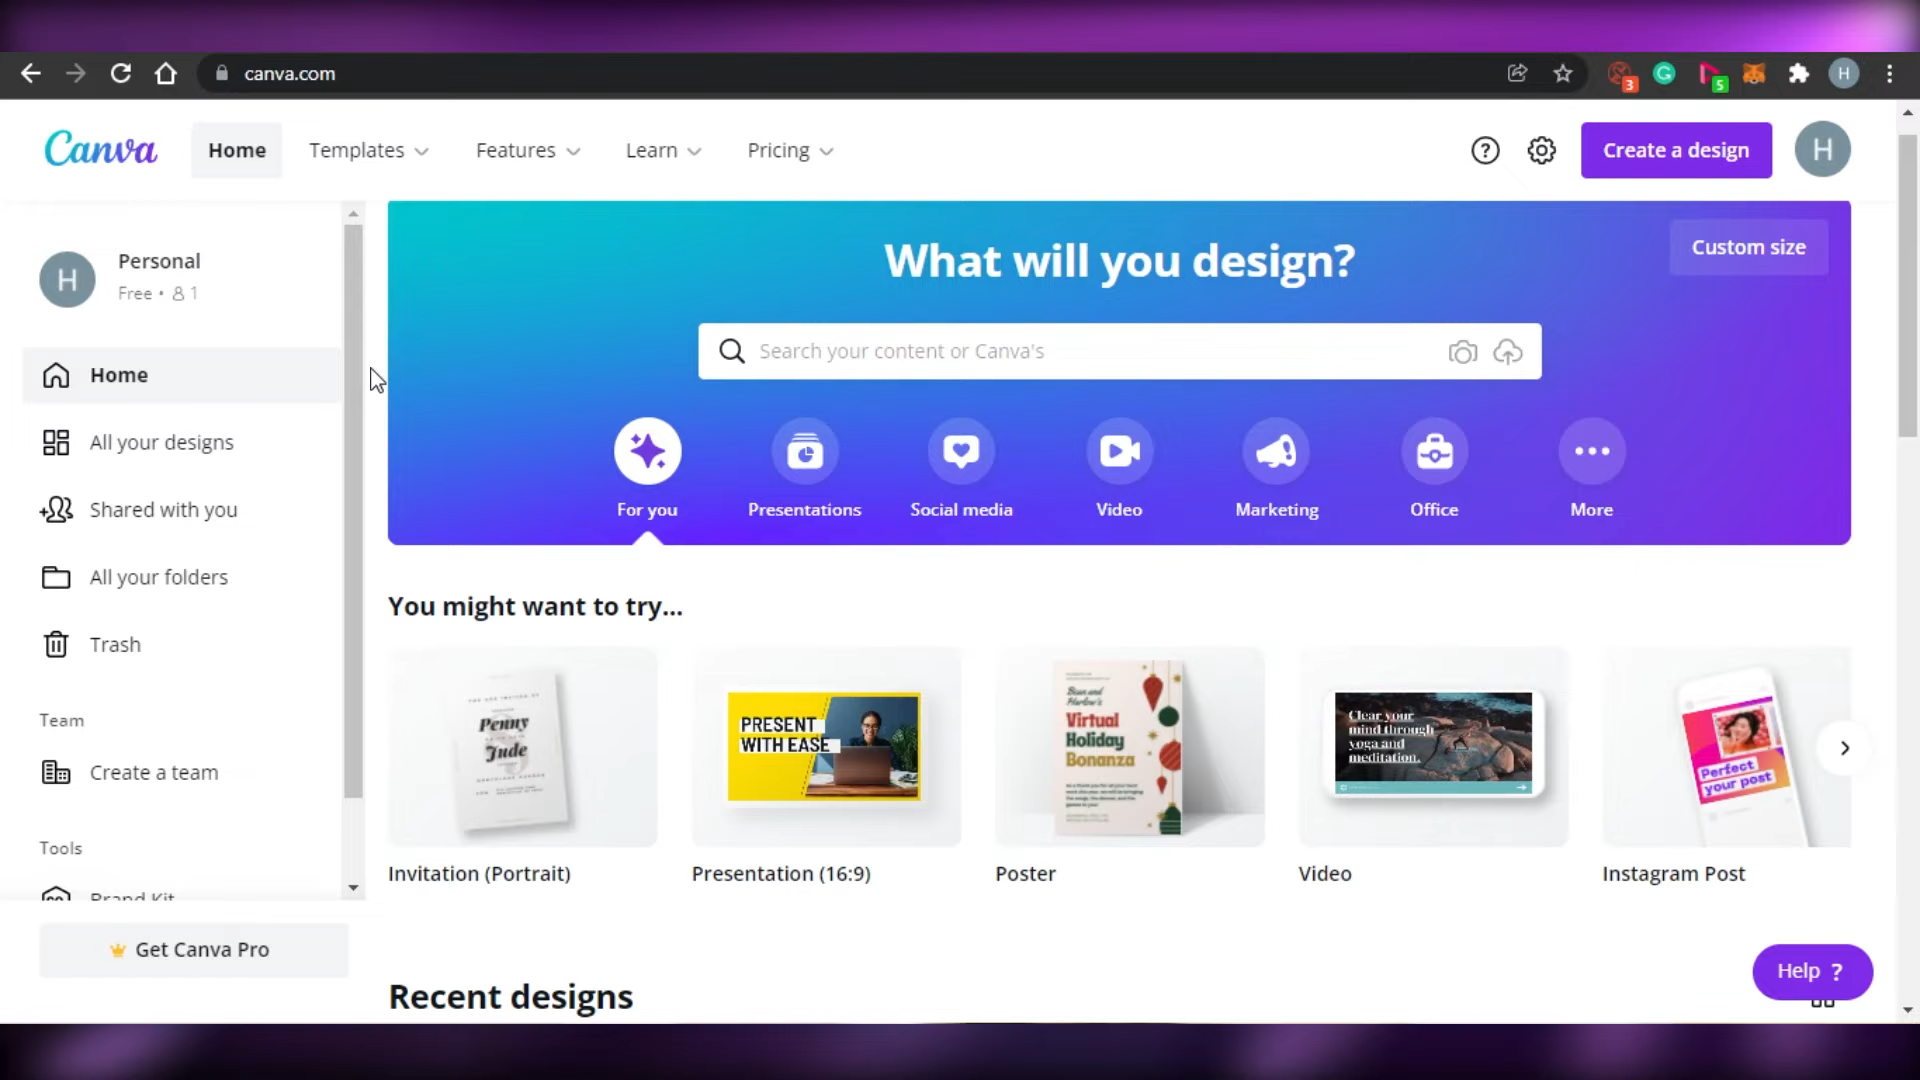 canva.com
3
G
5
H
Canva
Home
Templates
Features
Learn
Pricing
?
Create a design
H
H
Personal
Free • 1
Home
All your designs
Shared with you
All your folders
Trash
Team
Create a team
Tools
Brand Kit
Get Canva Pro
What will you design?
Custom size
Search your content or Canva's
For you
Presentations
Social media
Video
Marketing
Office
More
You might want to try...
Penny
Jude
PRESENT
WITH EASE
Virtual
Holiday
Bonanza
Clear your
mind through
yoga and
meditation.
Perfect
your post
Invitation (Portrait)
Presentation (16:9)
Poster
Video
Instagram Post
Recent designs
Help ?